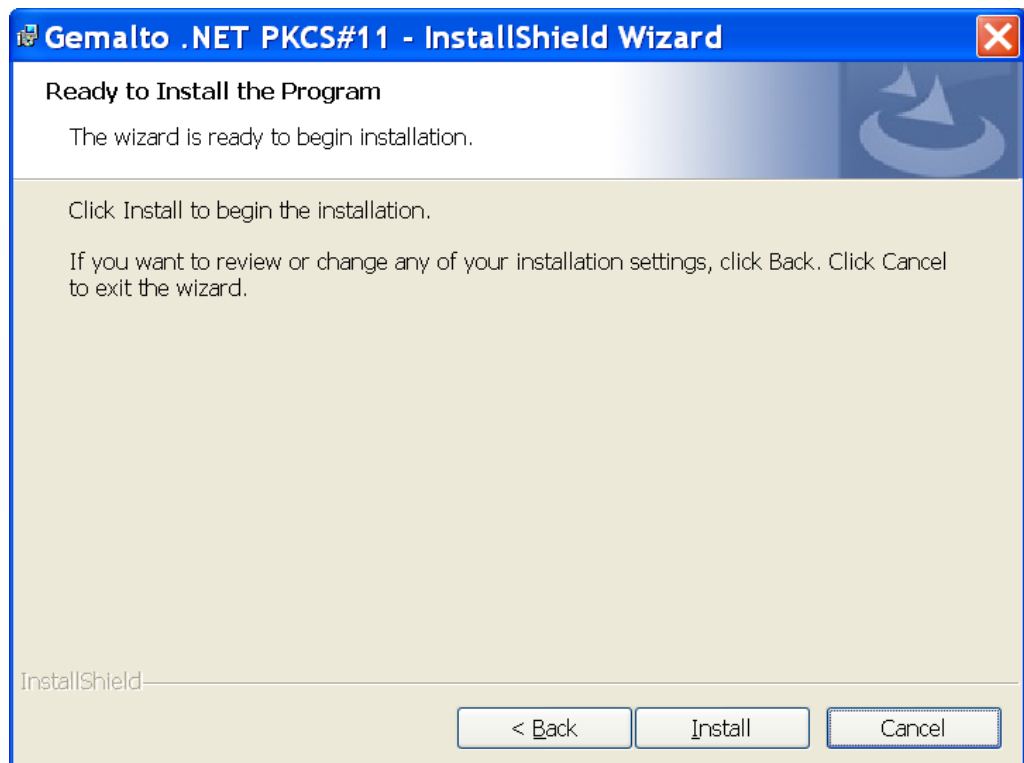 Gemalto .NET PKCS#11 - InstallShield Wizard
Ready to Install the Program
The wizard is ready to begin installation.
Click Install to begin the installation.
If you want to review or change any of your installation settings, click Back. Click Cancel
to exit the wizard.
InstallShield
< Back Install Cancel